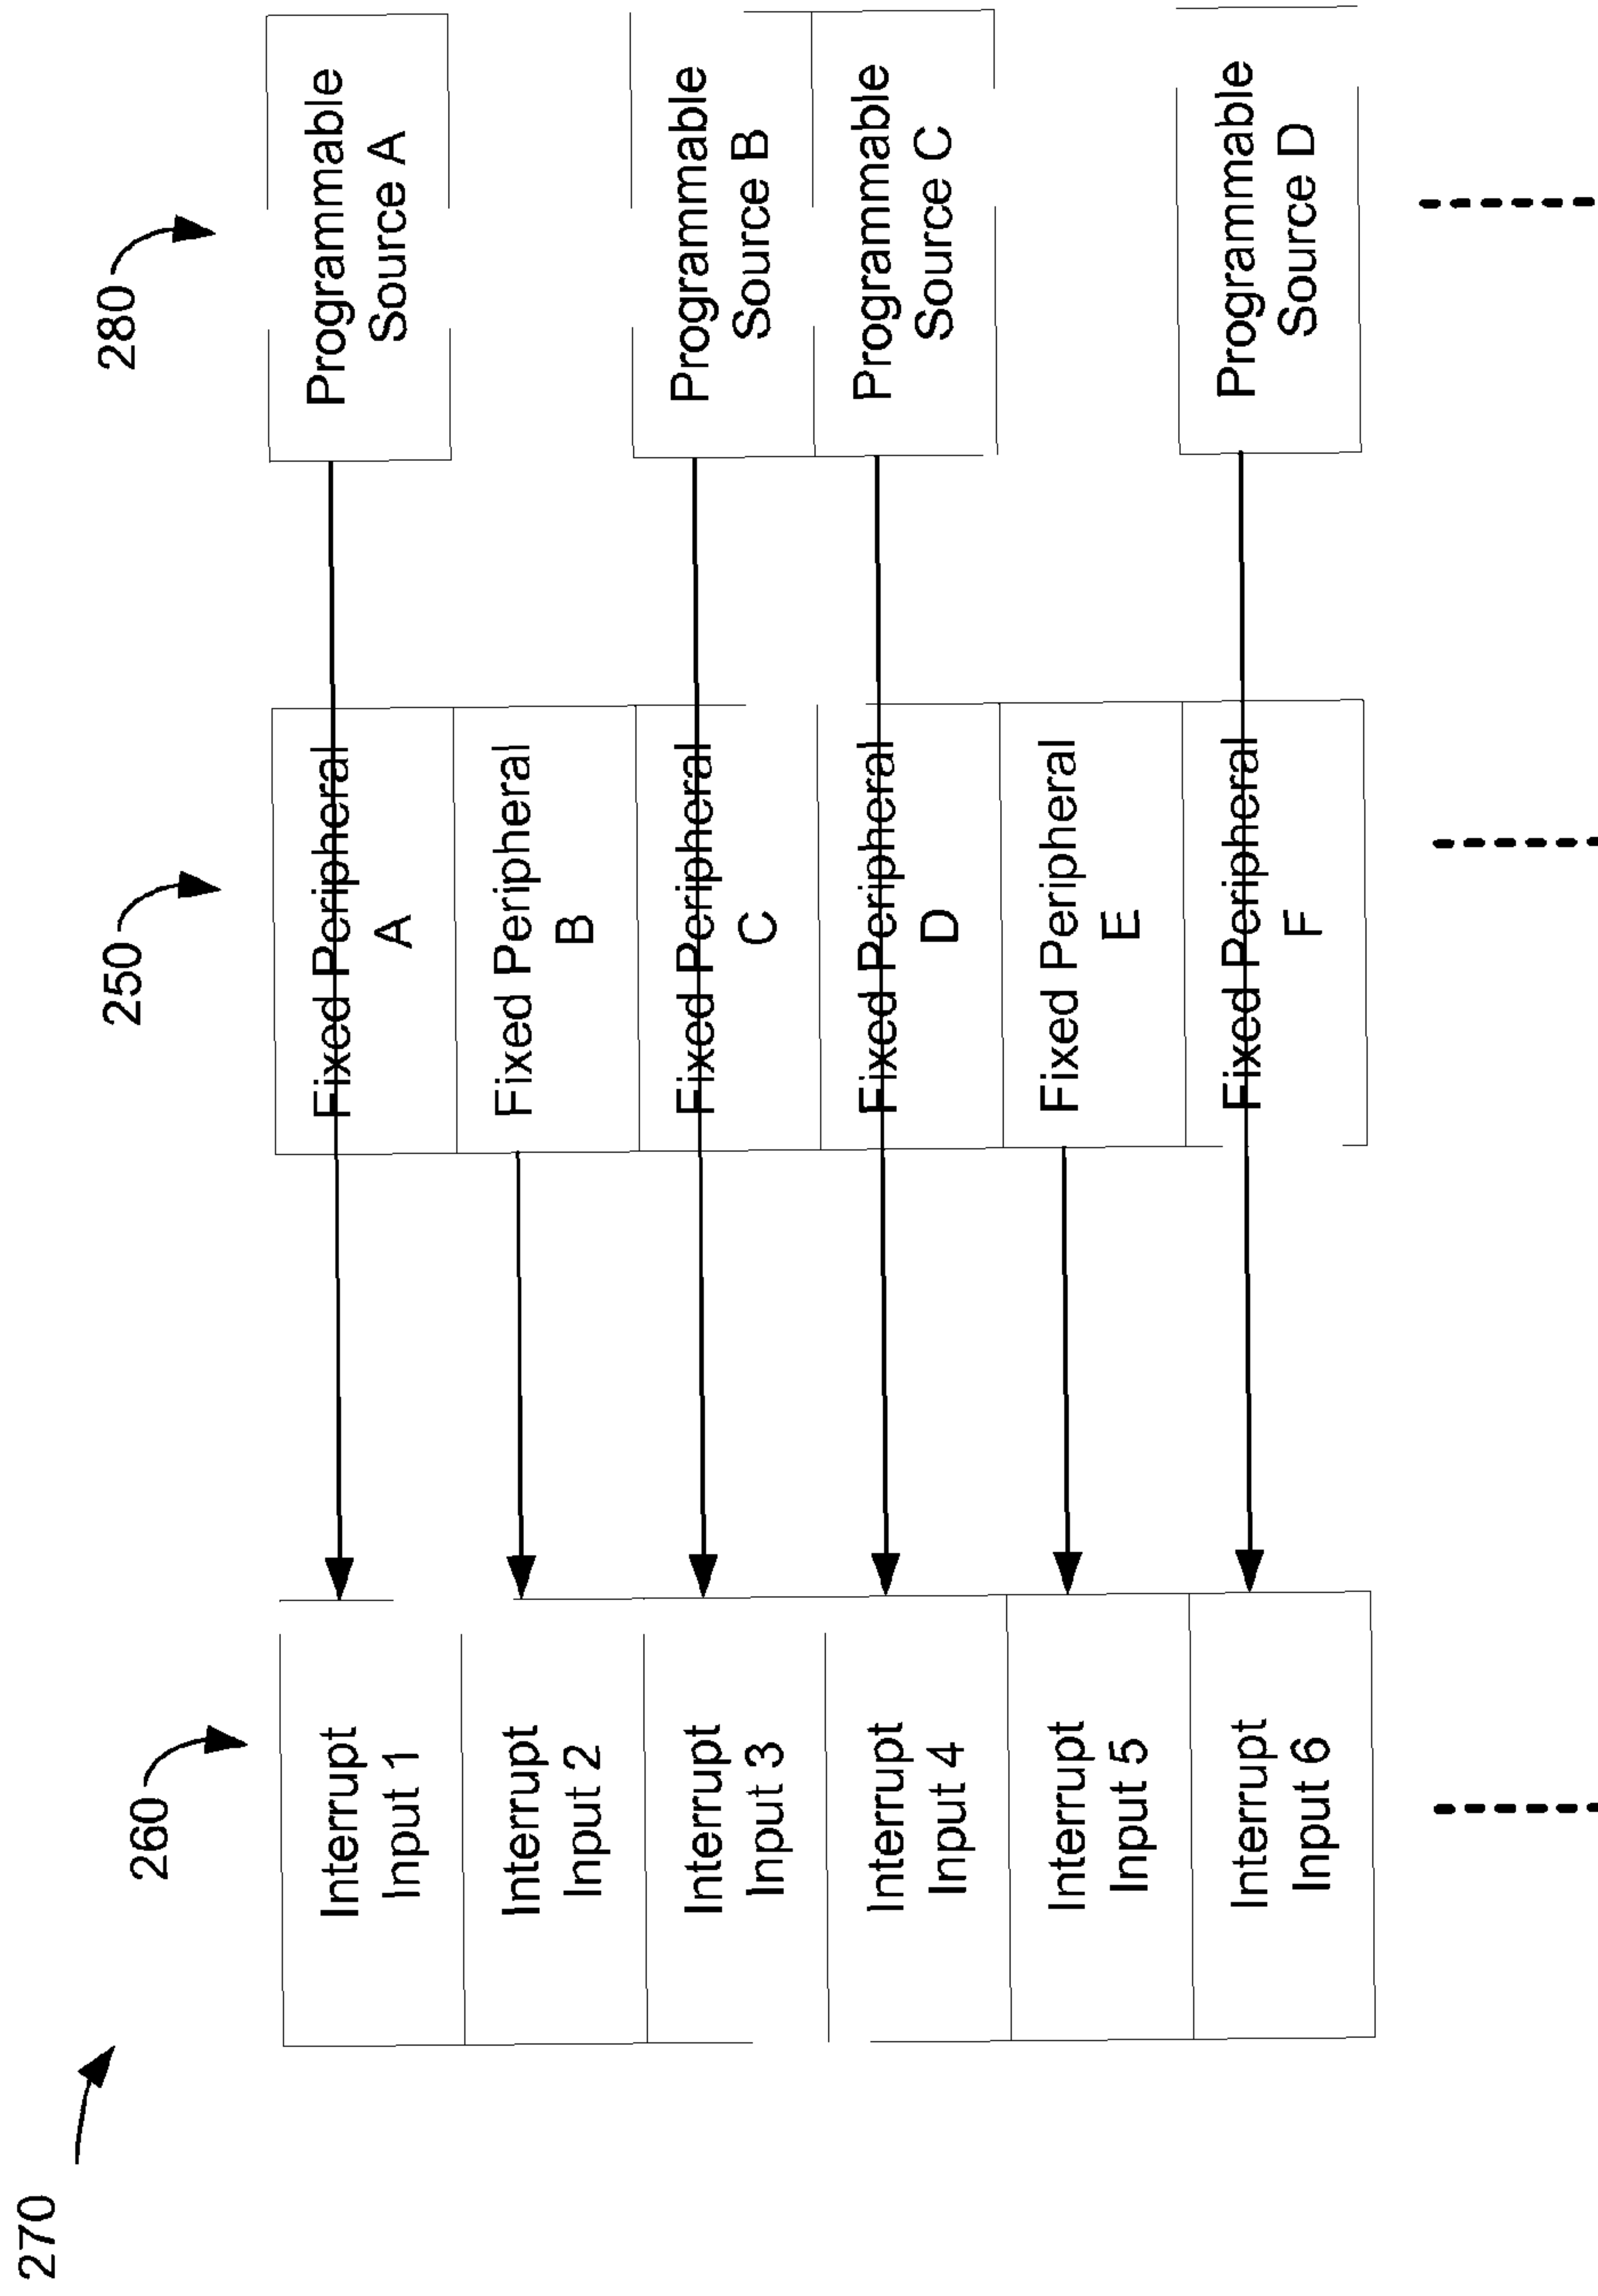 270
260
250
280
Interrupt
Input 1
Fixed Peripheral
A
Programmable
Source A
Interrupt
Input 2
Fixed Peripheral
B
Interrupt
Input 3
Fixed Peripheral
C
Programmable
Source B
Interrupt
Input 4
Fixed Peripheral
D
Programmable
Source C
Interrupt
Input 5
Fixed Peripheral
E
Interrupt
Input 6
Fixed Peripheral
F
Programmable
Source D